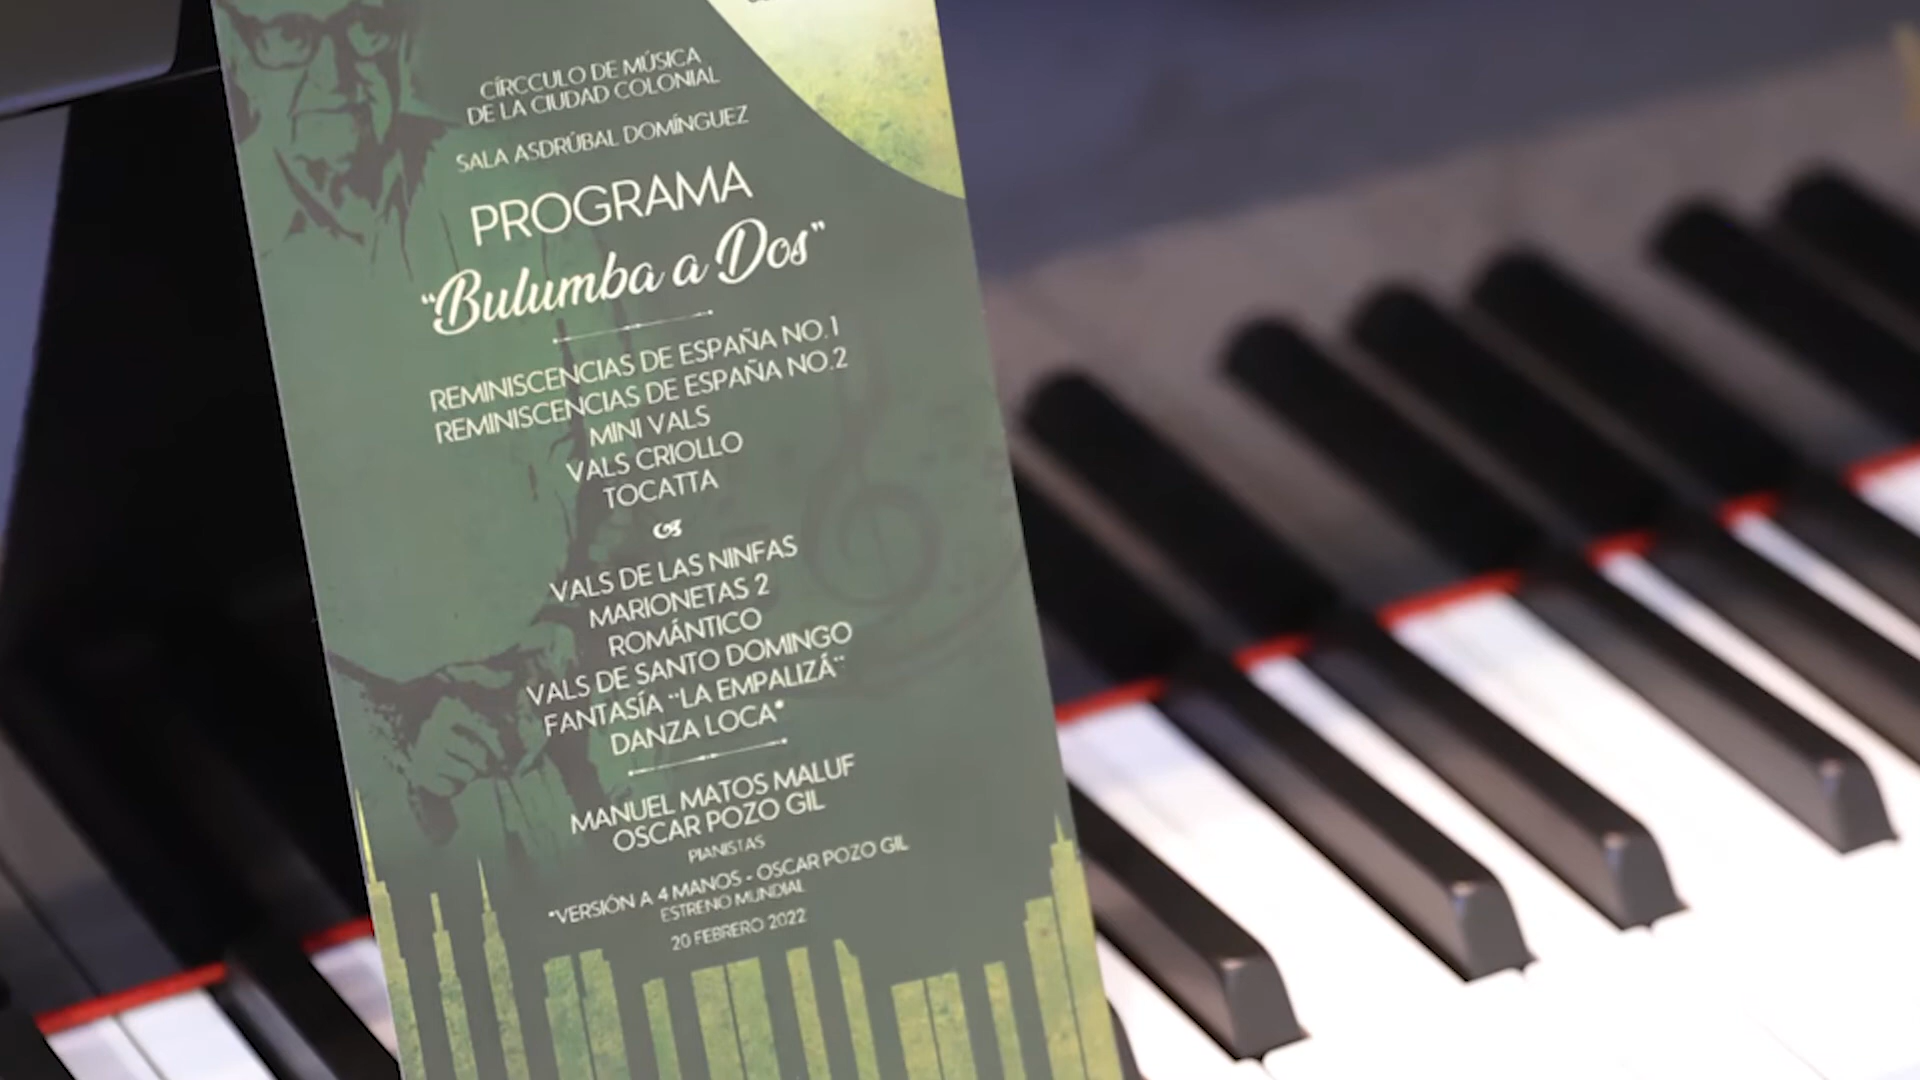 CÍRCCULO DE MÚSICA
DE LA CIUDAD COLONIAL
SALA ASDRÚBAL DOMÍNGUEZ
PROGRAMA
“Bulumba a Dos”
REMINISCENCIAS DE ESPAÑA NO.1
REMINISCENCIAS DE ESPAÑA NO.2
MINI VALS
VALS CRIOLLO
TOCATTA
VALS DE LAS NINFAS
MARIONETAS 2
ROMÁNTICO
VALS DE SANTO DOMINGO
FANTASÍA ¨LA EMPALIZÁ¨
DANZA LOCA*
MANUEL MATOS MALUF
OSCAR POZO GIL
PIANISTAS
*VERSIÓN A 4 MANOS - OSCAR POZO GIL
ESTRENO MUNDIAL
20 FEBRERO 2022